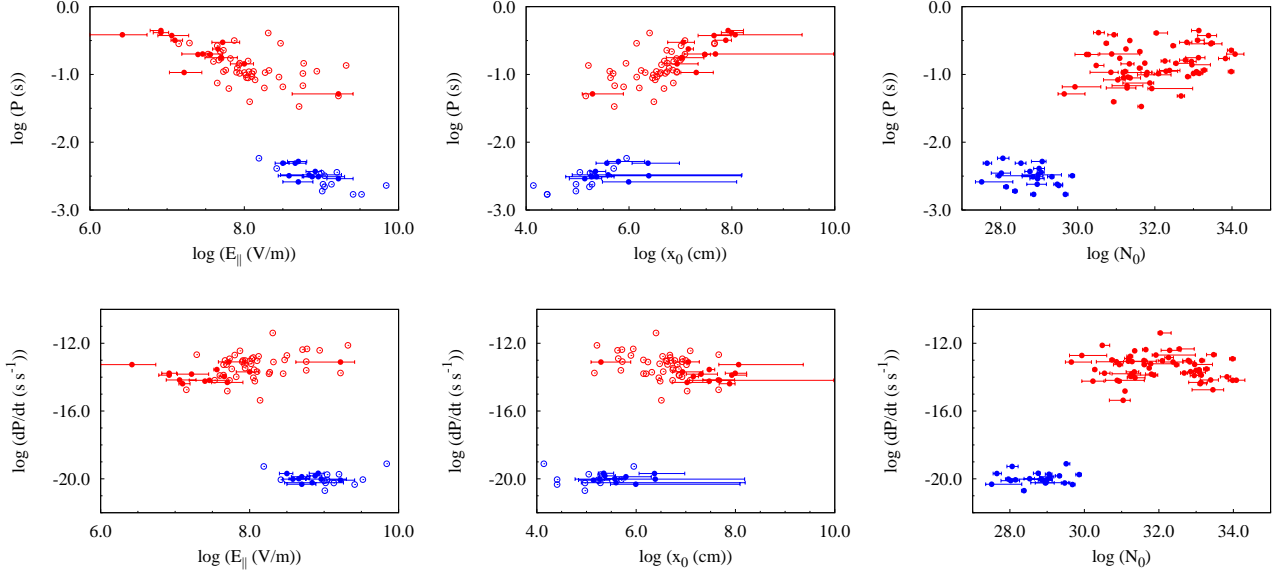 0.0
-1.0
-2.0
-3.0
6.0 8.0 10.0
log (P (s))
log (E|| (V/m))
0.0
-1.0
-2.0
-3.0
4.0 6.0 8.0 10.0
log (P (s))
log (x0 (cm))
0.0
-1.0
-2.0
-3.0
28.0 30.0 32.0 34.0
log (P (s))
log (N0)
-12.0
-16.0
-20.0
6.0 8.0 10.0
log (dP/dt (s s-1))
log (E|| (V/m))
-12.0
-16.0
-20.0
4.0 6.0 8.0 10.0
log (dP/dt (s s-1))
log (x0 (cm))
-12.0
-16.0
-20.0
28.0 30.0 32.0 34.0
log (dP/dt (s s-1))
log (N0)